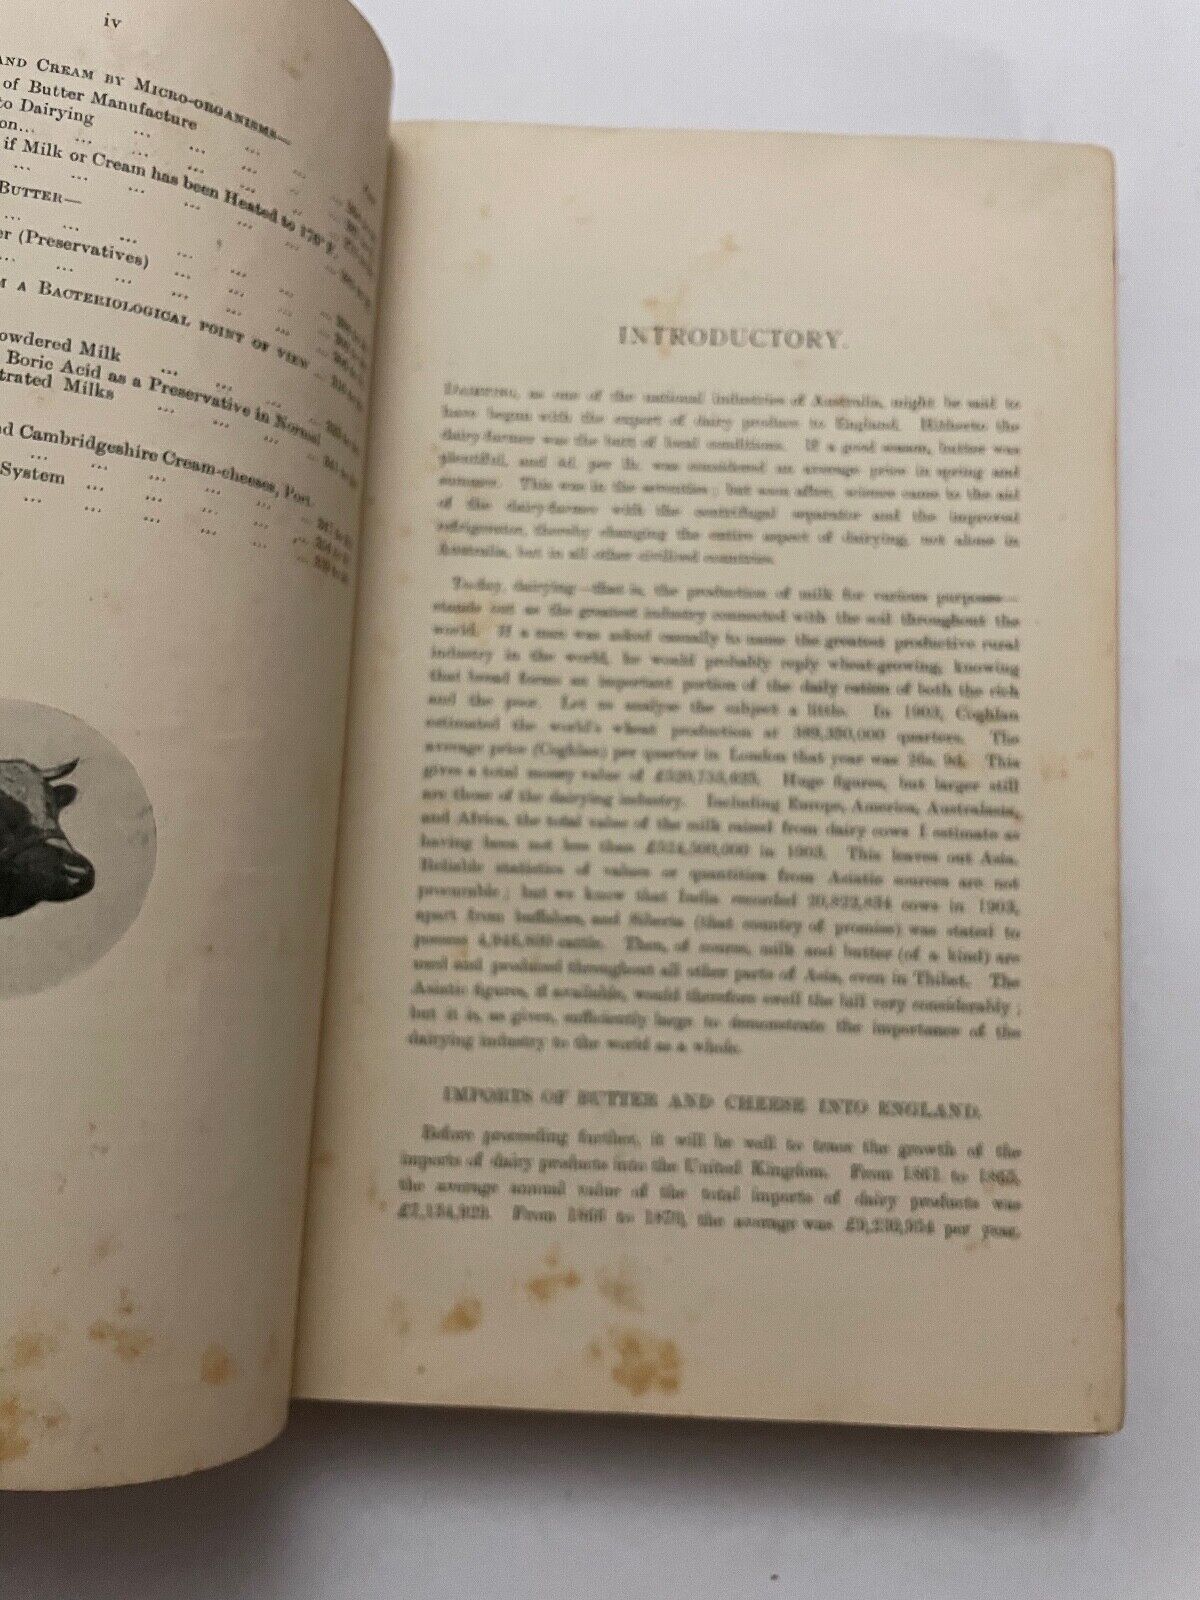 iv
AND CREAM BY MICRO-ORGANISMS—
of Butter Manufacture ...
to Dairying ... ... ...
on... ... ... ... ...
if Milk or Cream has been Heated to 170° F.
... ... ... ... ... ...
BUTTER—
... ... ... ... ...
er (Preservatives) ... ... ...
... ... ... ... ...
M A BACTERIOLOGICAL POINT OF VIEW
owdered Milk ... ...
Boric Acid as a Preservative in Normal
trated Milks ... ... ...
nd Cambridgeshire Cream-cheeses, Port-
... ... ... ... ...
System ... ... ... ...
... ... ... ... ...
INTRODUCTORY.
DAIRYING, as one of the national industries of Australia, might be said to
have begun with the export of dairy produce to England. Hitherto the
dairy-farmer was the butt of local conditions. If a good season, butter was
plentiful, and per lb. was considered an average price in spring and
summer. This was in the seventies; but soon after, science came to the aid
of the dairy-farmer with the centrifugal separator and the improved
refrigerator, thereby changing the entire aspect of dairying, not alone in
Australia, but in all other civilised countries.
To-day, dairying—that is, the production of milk for various purposes—
stands out as the greatest industry connected with the soil throughout the
world. If a man was asked casually to name the greatest productive rural
industry in the world, he would probably reply wheat-growing, knowing
that bread forms an important portion of the daily ration of both the rich
and the poor. Let us analyse the subject a little. In 1903, Coghlan
estimated the world's wheat production at quarters. The
average price (Coghlan) per quarter in London that year was 26s. 9d. This
gives a total money value of Huge figures, but larger still
are those of the dairying industry. Including Europe, America, Australasia,
and Africa, the total value of the milk raised from dairy cows I estimate as
having been not less than in 1903. This leaves out Asia.
Reliable statistics of values or quantities from Asiatic sources are not
procurable; but we know that India recorded cows in 1903,
apart from buffaloes, and Siberia (that country of promise) was stated to
possess cattle. Then, of course, milk and butter (of a kind) are
used and produced throughout all other parts of Asia, even in Thibet. The
Asiatic figures, if available, would therefore swell the bill very considerably;
but it is, as given, sufficiently large to demonstrate the importance of the
dairying industry to the world as a whole.
IMPORTS OF BUTTER AND CHEESE INTO ENGLAND.
Before proceeding further, it will be well to trace the growth of the
imports of dairy products into the United Kingdom. From 1861 to 1865,
the average annual value of the total imports of dairy products was
From 1866 to 1870, the average was per year.